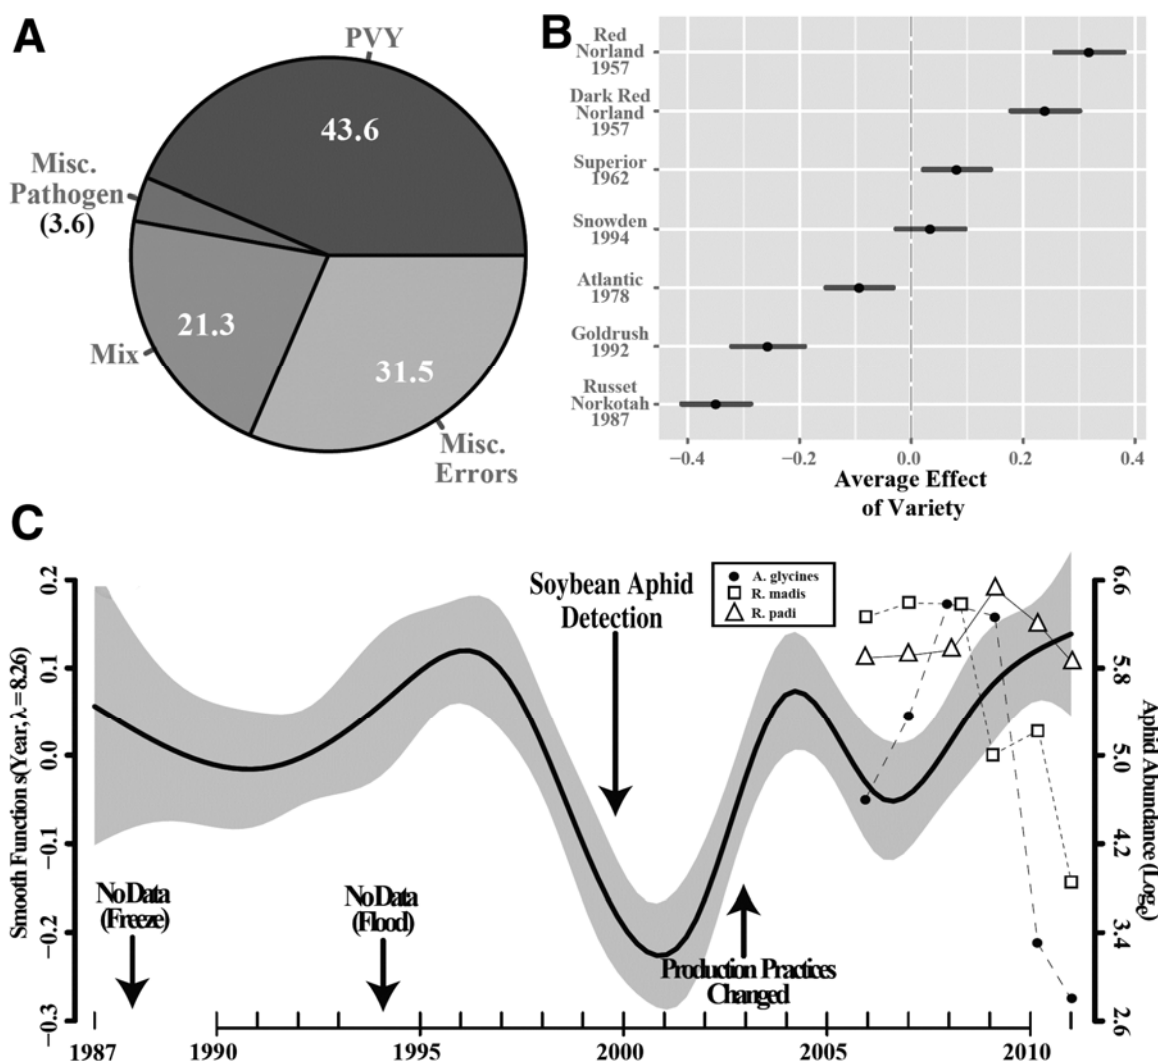 A
PVY
43.6
Misc.
Pathogen
(3.6)
21.3
Mix
31.5
Misc.
Errors
B
Red
Norland
1957
Dark Red
Norland
1957
Superior
1962
Snowden
1994
Atlantic
1978
Goldrush
1992
Russet
Norkotah
1987
−0.4 −0.2 0.0 0.2 0.4
Average Effect
of Variety
C
Smooth Function s(Year, λ = 8.26)
0.2
0.1
0.0
−0.1
−0.2
−0.3
Soybean Aphid
Detection
A. glycines
R. madis
R. padi
No Data
(Freeze)
No Data
(Flood)
Production Practices
Changed
6.6
5.8
5.0
4.2
3.4
2.6
Aphid Abundance (Loge)
1987 1990 1995 2000 2005 2010